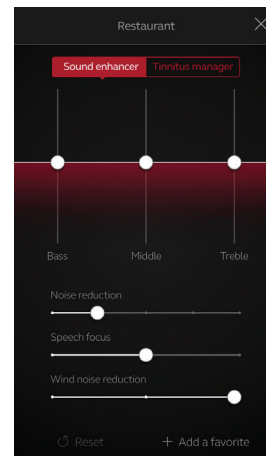 Restaurant
Sound enhancer Tinnitus manager
Bass Middle Treble
Noise reduction
Speech focus
Wind noise reduction
Reset + Add a favorite